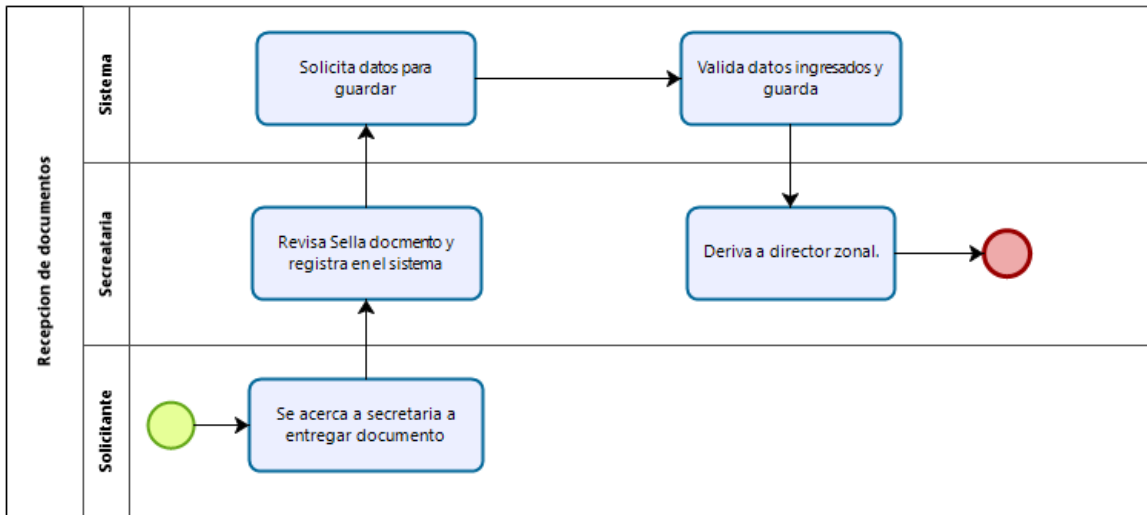 Recepcion de documentos
Sistema
Solicita datos para
guardar
Valida datos ingresados y
guarda
Secreataria
Revisa Sella docmento y
registra en el sistema
Deriva a director zonal.
Solicitante
Se acerca a secretaria a
entregar documento